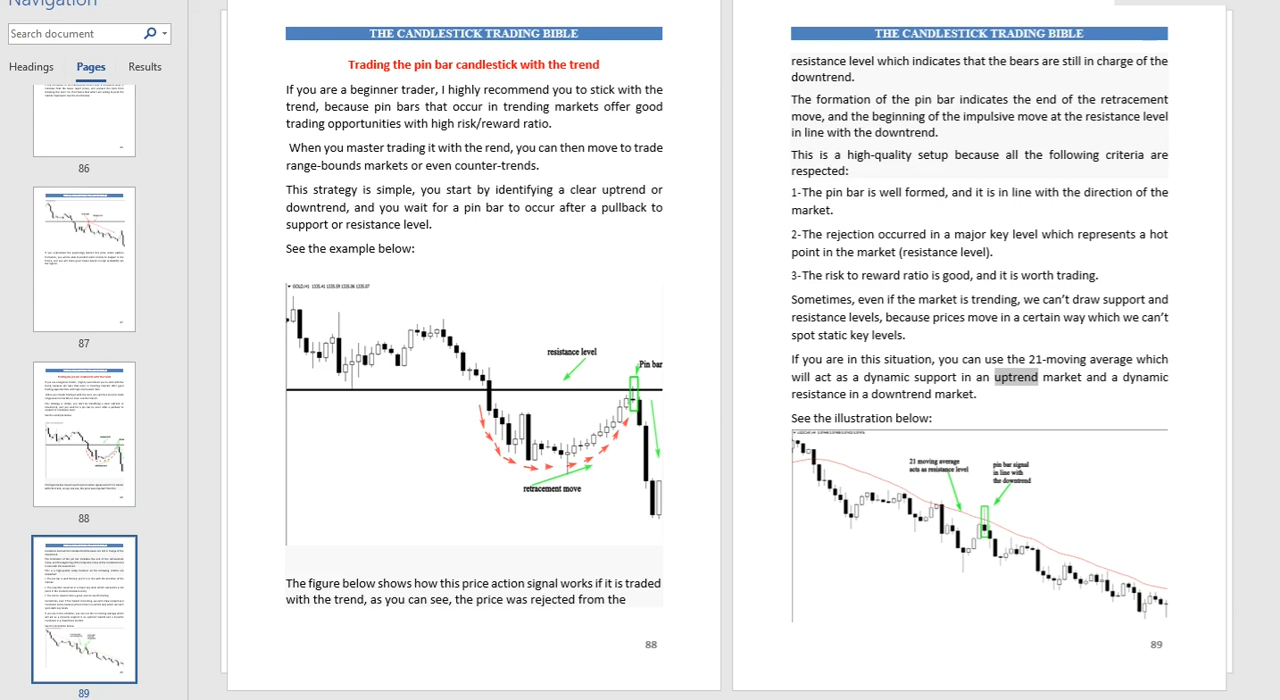 Navigation
Search document
Headings Pages Results
86
87
88
89
THE CANDLESTICK TRADING BIBLE
Trading the pin bar candlestick with the trend
If you are a beginner trader, I highly recommend you to stick with the
trend, because pin bars that occur in trending markets offer good
trading opportunities with high risk/reward ratio.
When you master trading it with the rend, you can then move to trade
range-bounds markets or even counter-trends.
This strategy is simple, you start by identifying a clear uptrend or
downtrend, and you wait for a pin bar to occur after a pullback to
support or resistance level.
See the example below:
resistance level
Pin bar
retracement move
The figure below shows how this price action signal works if it is traded
with the trend, as you can see, the price was rejected from the
88
THE CANDLESTICK TRADING BIBLE
resistance level which indicates that the bears are still in charge of the
downtrend.
The formation of the pin bar indicates the end of the retracement
move, and the beginning of the impulsive move at the resistance level
in line with the downtrend.
This is a high-quality setup because all the following criteria are
respected:
1-The pin bar is well formed, and it is in line with the direction of the
market.
2-The rejection occurred in a major key level which represents a hot
point in the market (resistance level).
3-The risk to reward ratio is good, and it is worth trading.
Sometimes, even if the market is trending, we can’t draw support and
resistance levels, because prices move in a certain way which we can’t
spot static key levels.
If you are in this situation, you can use the 21-moving average which
will act as a dynamic support in an uptrend market and a dynamic
resistance in a downtrend market.
See the illustration below:
21 moving average
acts as resistance level
pin bar signal
in line with
the downtrend
89